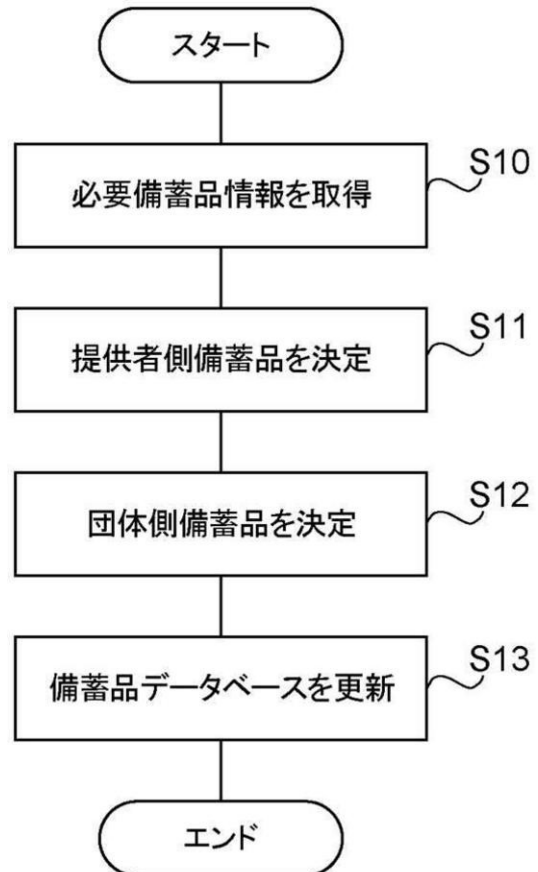 スタート
必要備蓄品情報を取得
S10
提供者側備蓄品を決定
S11
団体側備蓄品を決定
S12
備蓄品データベースを更新
S13
エンド